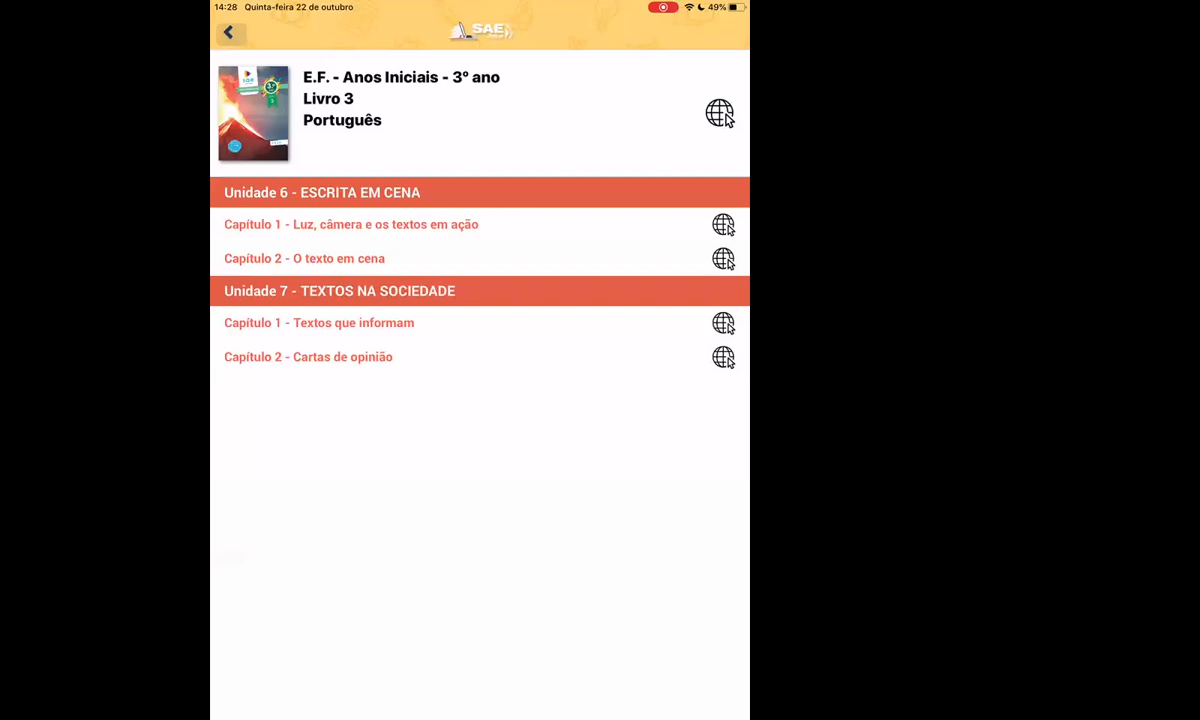 14:28 Quinta-feira 22 de outubro
49%
SAE
E.F. - Anos Iniciais - 3º ano
Livro 3
Português
Unidade 6 - ESCRITA EM CENA
Capítulo 1 - Luz, câmera e os textos em ação
Capítulo 2 - O texto em cena
Unidade 7 - TEXTOS NA SOCIEDADE
Capítulo 1 - Textos que informam
Capítulo 2 - Cartas de opinião